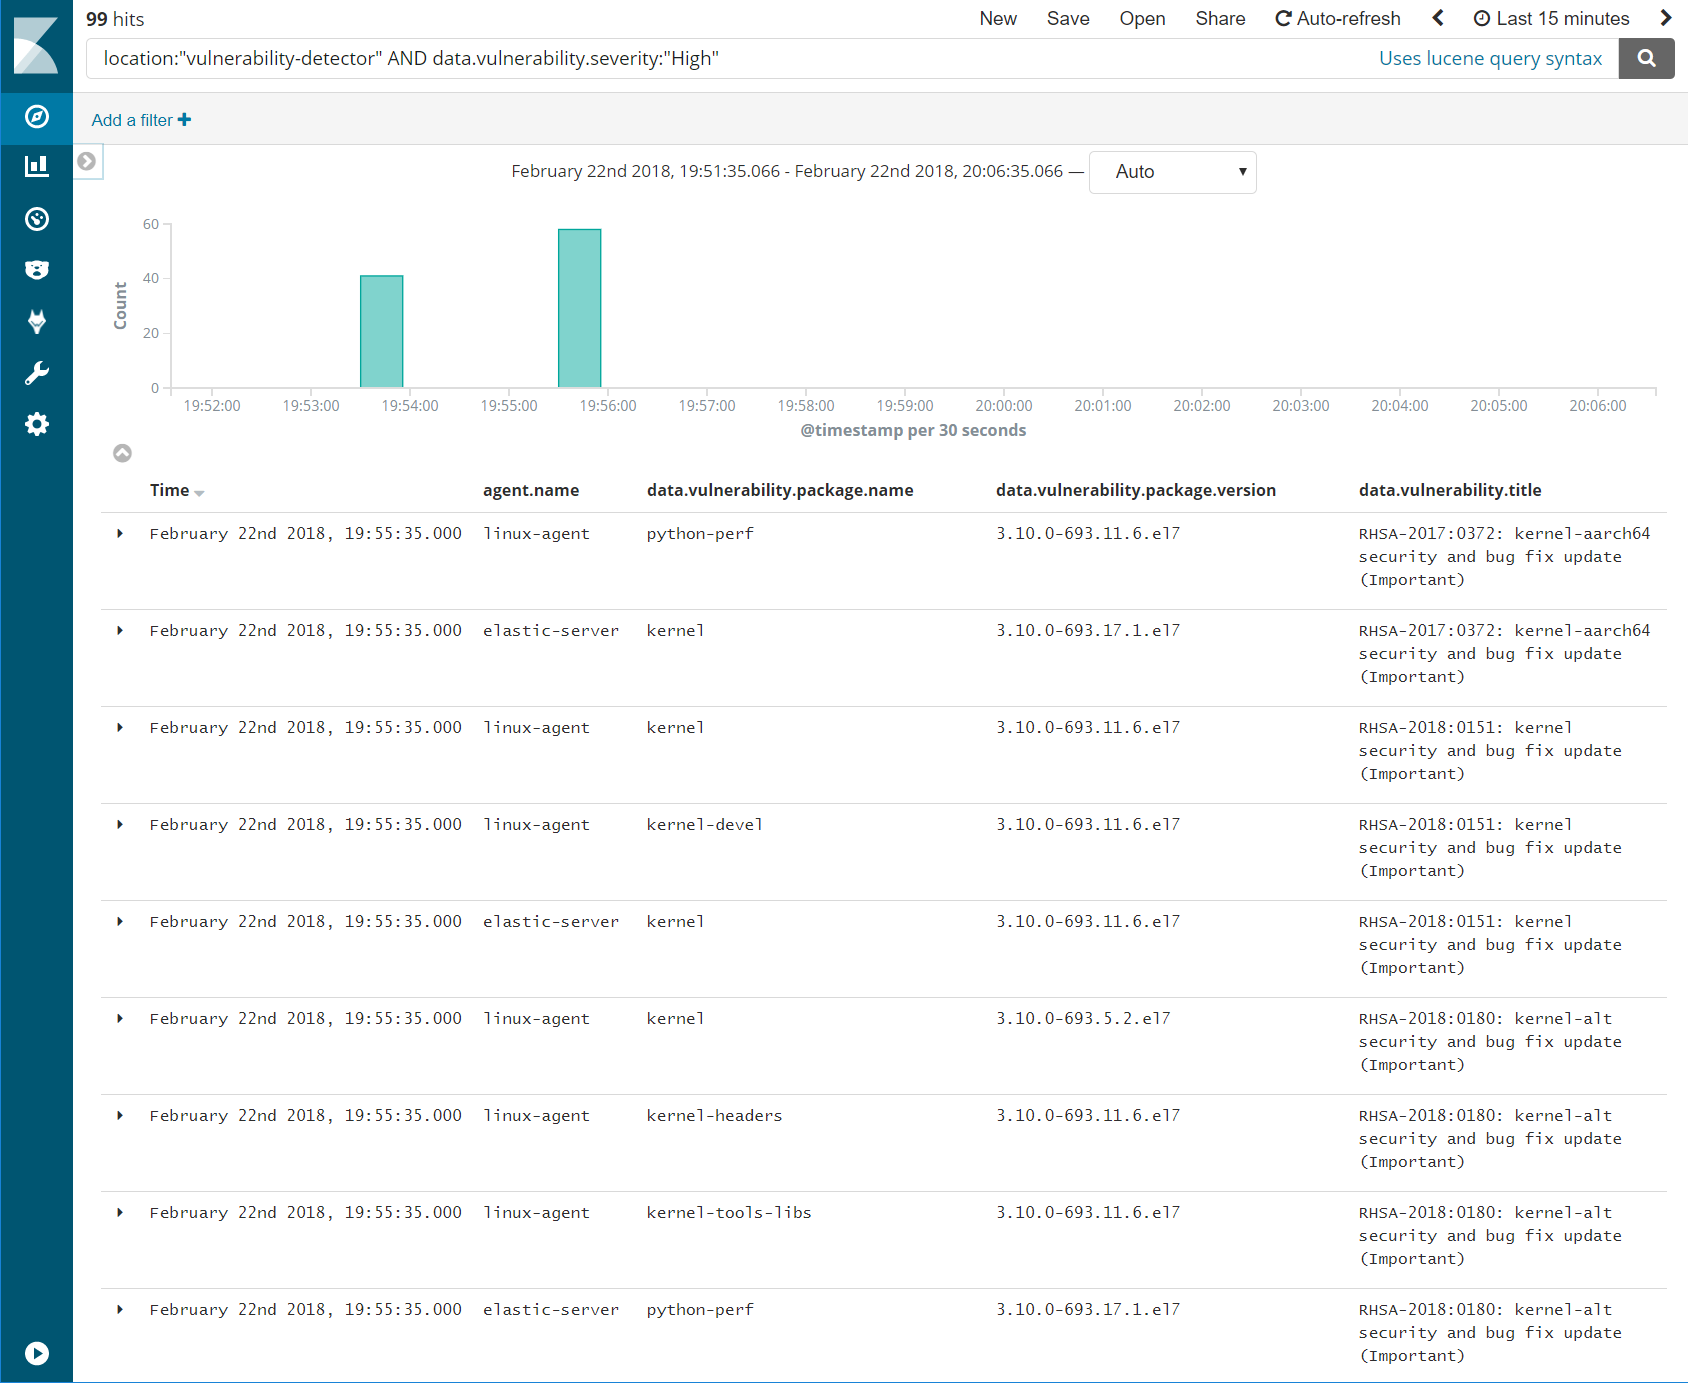 99 hits
New Save Open Share Auto-refresh Last 15 minutes
location:"vulnerability-detector" AND data.vulnerability.severity:"High"
Uses lucene query syntax
Add a filter
February 22nd 2018, 19:51:35.066 - February 22nd 2018, 20:06:35.066 — Auto
60
40
20
0
Count
19:52:00 19:53:00 19:54:00 19:55:00 19:56:00 19:57:00 19:58:00 19:59:00 20:00:00 20:01:00 20:02:00 20:03:00 20:04:00 20:05:00 20:06:00
@timestamp per 30 seconds
Time agent.name data.vulnerability.package.name data.vulnerability.package.version data.vulnerability.title
February 22nd 2018, 19:55:35.000 linux-agent python-perf 3.10.0-693.11.6.el7 RHSA-2017:0372: kernel-aarch64
security and bug fix update
(Important)
February 22nd 2018, 19:55:35.000 elastic-server kernel 3.10.0-693.17.1.el7 RHSA-2017:0372: kernel-aarch64
security and bug fix update
(Important)
February 22nd 2018, 19:55:35.000 linux-agent kernel 3.10.0-693.11.6.el7 RHSA-2018:0151: kernel
security and bug fix update
(Important)
February 22nd 2018, 19:55:35.000 linux-agent kernel-devel 3.10.0-693.11.6.el7 RHSA-2018:0151: kernel
security and bug fix update
(Important)
February 22nd 2018, 19:55:35.000 elastic-server kernel 3.10.0-693.11.6.el7 RHSA-2018:0151: kernel
security and bug fix update
(Important)
February 22nd 2018, 19:55:35.000 linux-agent kernel 3.10.0-693.5.2.el7 RHSA-2018:0180: kernel-alt
security and bug fix update
(Important)
February 22nd 2018, 19:55:35.000 linux-agent kernel-headers 3.10.0-693.11.6.el7 RHSA-2018:0180: kernel-alt
security and bug fix update
(Important)
February 22nd 2018, 19:55:35.000 linux-agent kernel-tools-libs 3.10.0-693.11.6.el7 RHSA-2018:0180: kernel-alt
security and bug fix update
(Important)
February 22nd 2018, 19:55:35.000 elastic-server python-perf 3.10.0-693.17.1.el7 RHSA-2018:0180: kernel-alt
security and bug fix update
(Important)